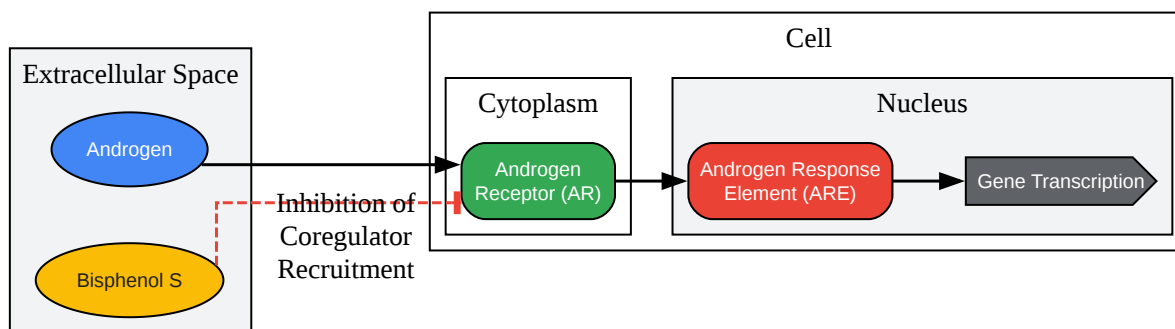 Cell
Extracellular Space
Cytoplasm
Nucleus
Androgen
Androgen
Receptor (AR)
Androgen Response
Element (ARE)
Gene Transcription
Inhibition of
Coregulator
Recruitment
Bisphenol S